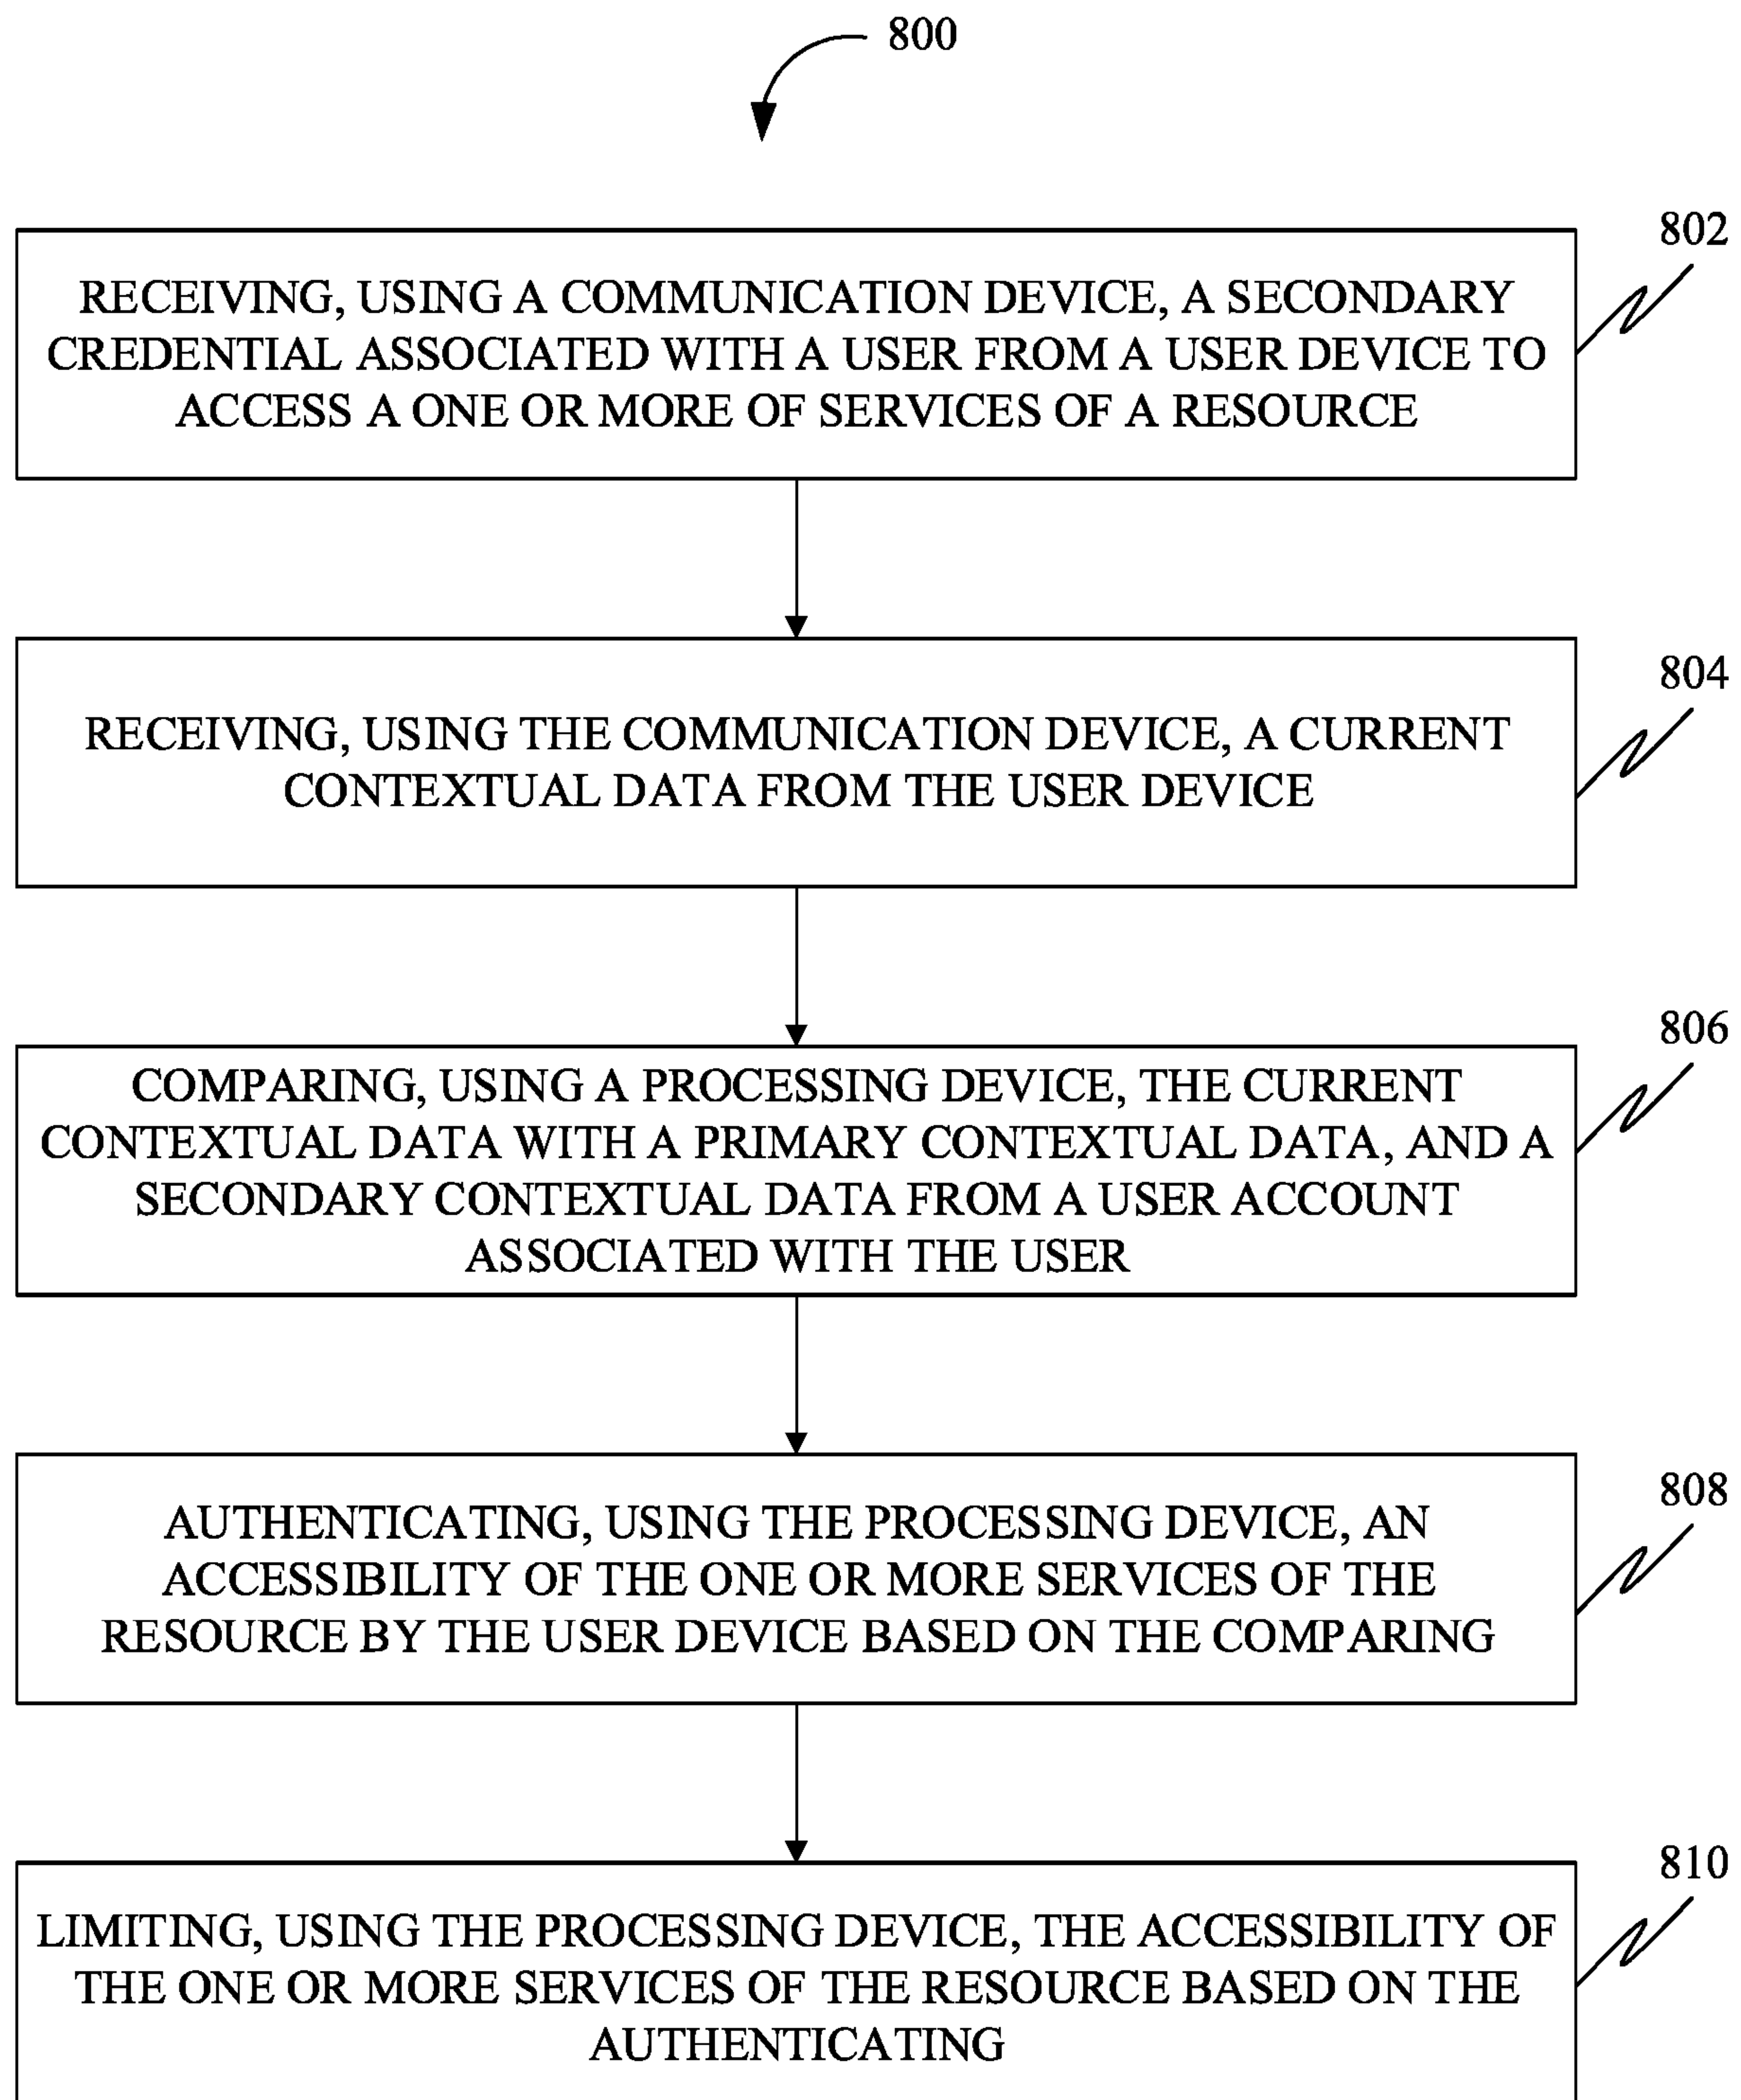 800
802
RECEIVING, USING A COMMUNICATION DEVICE, A SECONDARY
CREDENTIAL ASSOCIATED WITH A USER FROM A USER DEVICE TO
ACCESS A ONE OR MORE OF SERVICES OF A RESOURCE
804
RECEIVING, USING THE COMMUNICATION DEVICE, A CURRENT
CONTEXTUAL DATA FROM THE USER DEVICE
806
COMPARING, USING A PROCESSING DEVICE, THE CURRENT
CONTEXTUAL DATA WITH A PRIMARY CONTEXTUAL DATA, AND A
SECONDARY CONTEXTUAL DATA FROM A USER ACCOUNT
ASSOCIATED WITH THE USER
808
AUTHENTICATING, USING THE PROCESSING DEVICE, AN
ACCESSIBILITY OF THE ONE OR MORE SERVICES OF THE
RESOURCE BY THE USER DEVICE BASED ON THE COMPARING
810
LIMITING, USING THE PROCESSING DEVICE, THE ACCESSIBILITY OF
THE ONE OR MORE SERVICES OF THE RESOURCE BASED ON THE
AUTHENTICATING